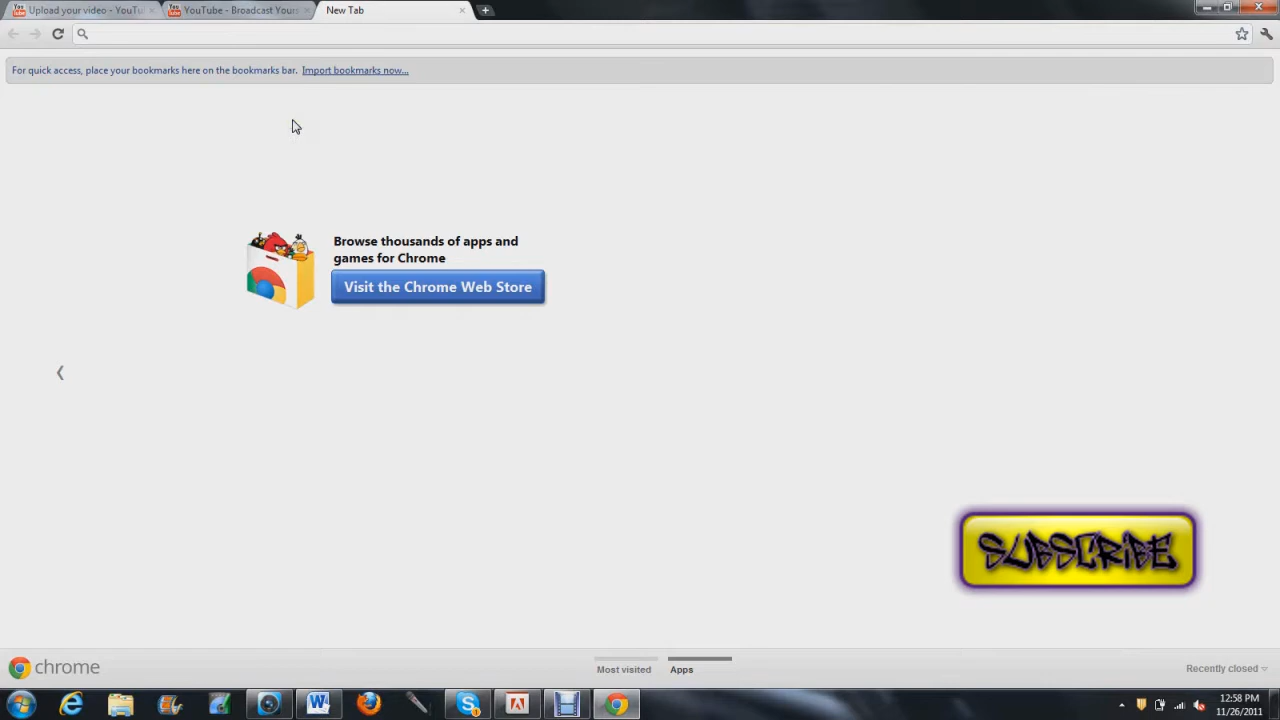 Upload your video - YouTu
YouTube - Broadcast Yours
New Tab
For quick access, place your bookmarks here on the bookmarks bar. Import bookmarks now...
Browse thousands of apps and
games for Chrome
Visit the Chrome Web Store
SUBSCRIBE
chrome
Most visited
Apps
Recently closed
12:58 PM
11/26/2011